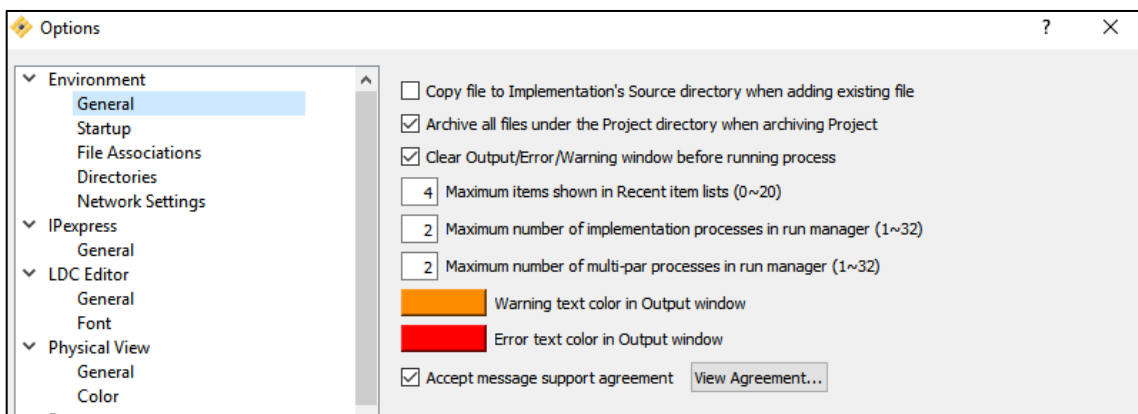 Options
?
Environment
General
Startup
File Associations
Directories
Network Settings
IPexpress
General
LDC Editor
General
Font
Physical View
General
Color
Copy file to Implementation's Source directory when adding existing file
Archive all files under the Project directory when archiving Project
Clear Output/Error/Warning window before running process
4 Maximum items shown in Recent item lists (0~20)
2 Maximum number of implementation processes in run manager (1~32)
2 Maximum number of multi-par processes in run manager (1~32)
Warning text color in Output window
Error text color in Output window
Accept message support agreement View Agreement...